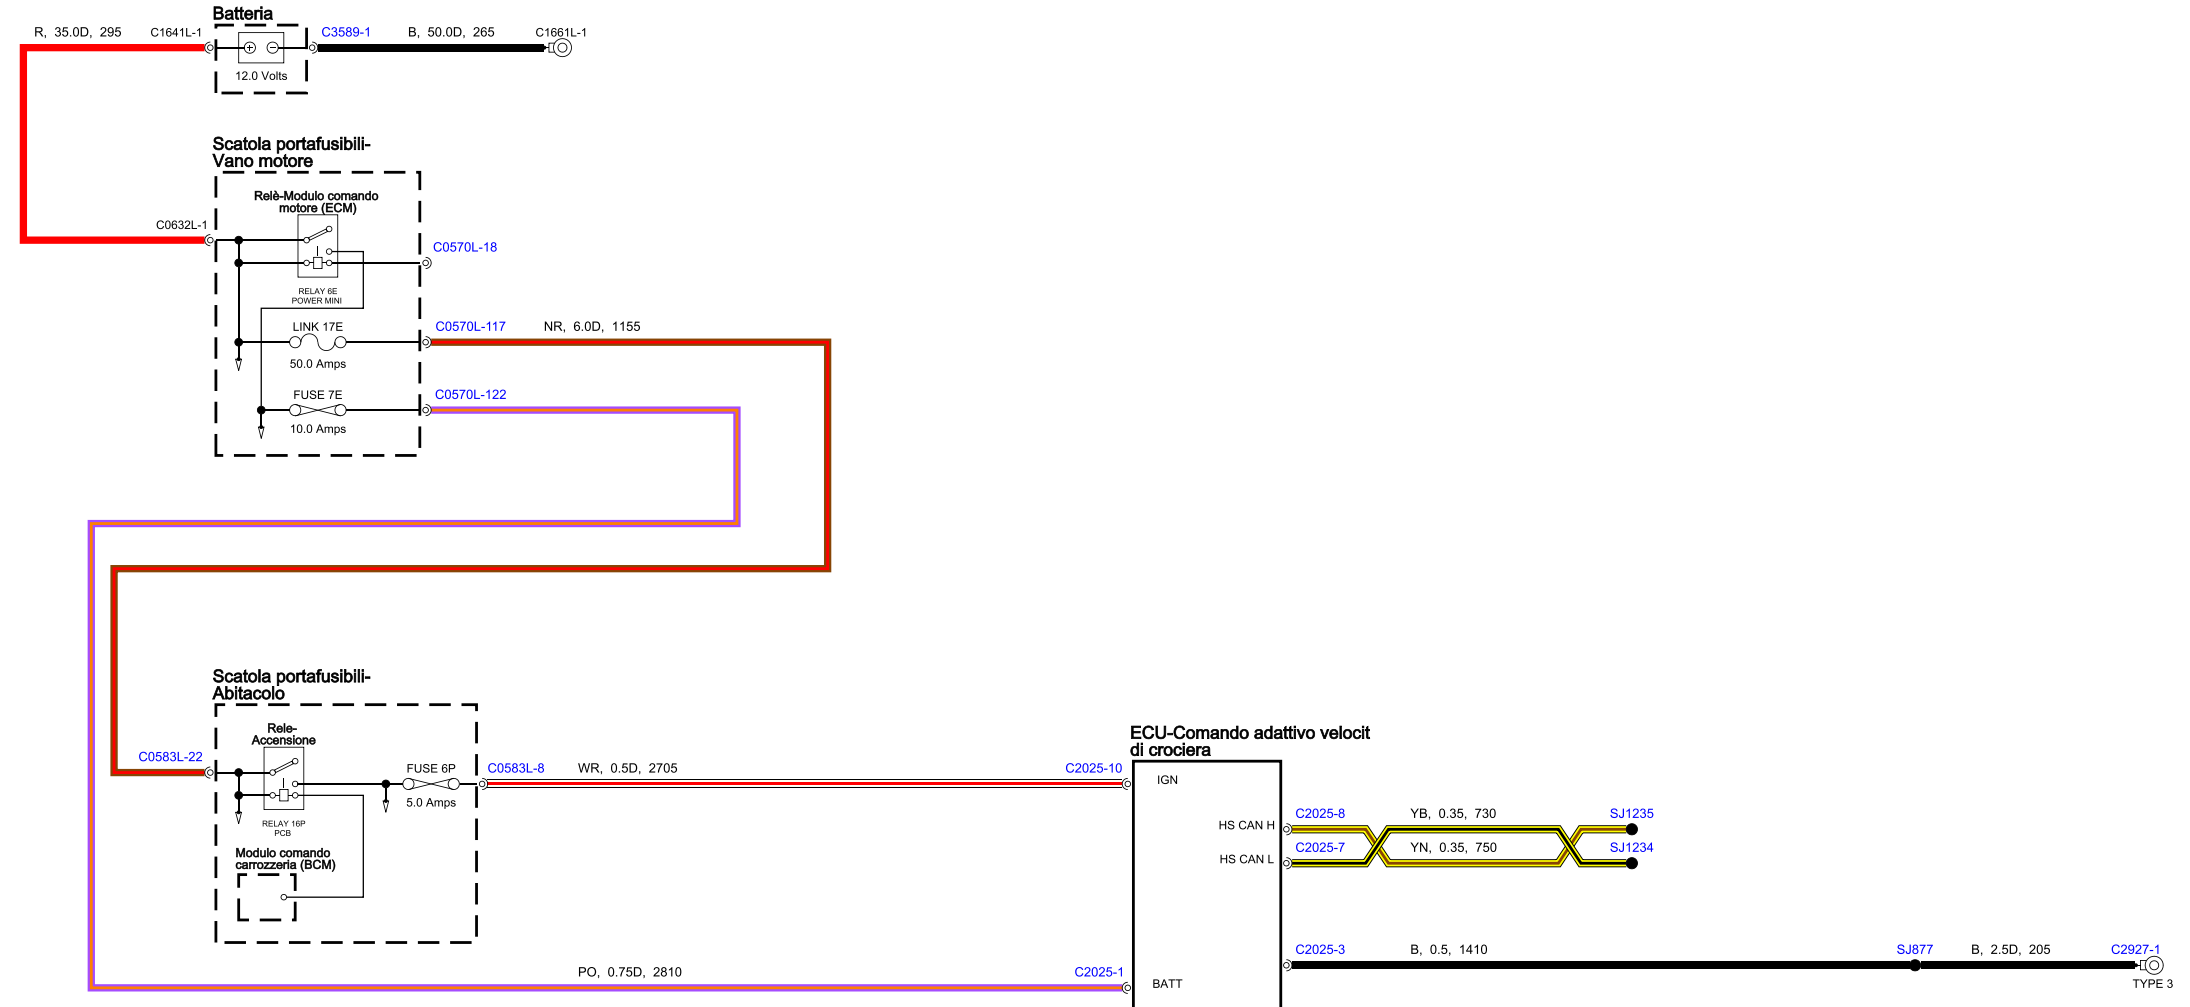 Batteria
R, 35.0D, 295
C1641L-1
C3589-1
B, 50.0D, 265
C1661L-1
12.0 Volts
Scatola portafusibili-
Vano motore
Relè-Modulo comando
motore (ECM)
C0632L-1
C0570L-18
RELAY 6E
POWER MINI
LINK 17E
C0570L-117
NR, 6.0D, 1155
50.0 Amps
FUSE 7E
C0570L-122
10.0 Amps
Scatola portafusibili-
Abitacolo
Rele-
Accensione
C0583L-22
FUSE 6P
C0583L-8
WR, 0.5D, 2705
C2025-10
5.0 Amps
RELAY 16P
PCB
Modulo comando
carrozzeria (BCM)
ECU-Comando adattivo velocit
di crociera
IGN
HS CAN H
C2025-8
YB, 0.35, 730
SJ1235
HS CAN L
C2025-7
YN, 0.35, 750
SJ1234
C2025-3
B, 0.5, 1410
SJ877
B, 2.5D, 205
C2927-1
TYPE 3
PO, 0.75D, 2810
C2025-1
BATT